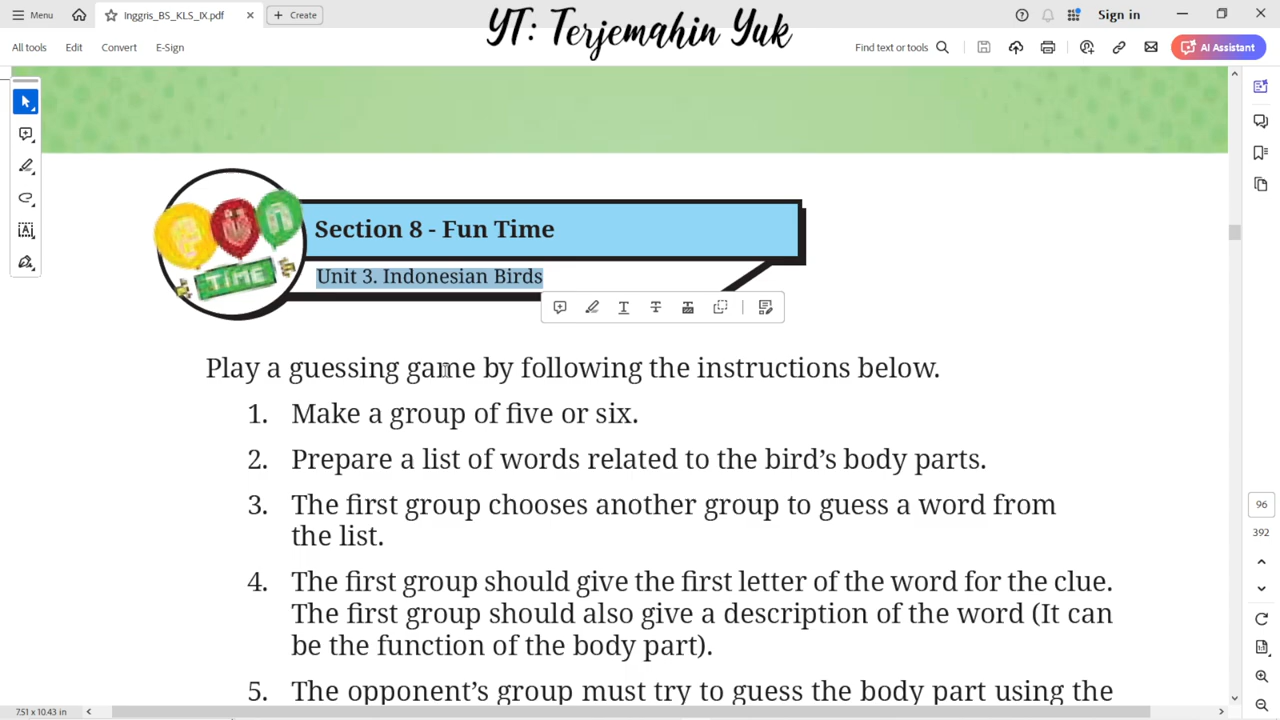 Menu
Inggris_BS_KLS_IX.pdf
Create
YT: Terjemahin Yuk
Sign in
All tools
Edit
Convert
E-Sign
Find text or tools
AI Assistant
FUN
TIME
Section 8 - Fun Time
Unit 3. Indonesian Birds
Play a guessing game by following the instructions below.
1. Make a group of five or six.
2. Prepare a list of words related to the bird’s body parts.
3. The first group chooses another group to guess a word from
the list.
4. The first group should give the first letter of the word for the clue.
The first group should also give a description of the word (It can
be the function of the body part).
5. The opponent’s group must try to guess the body part using the
96
392
7.51 x 10.43 in